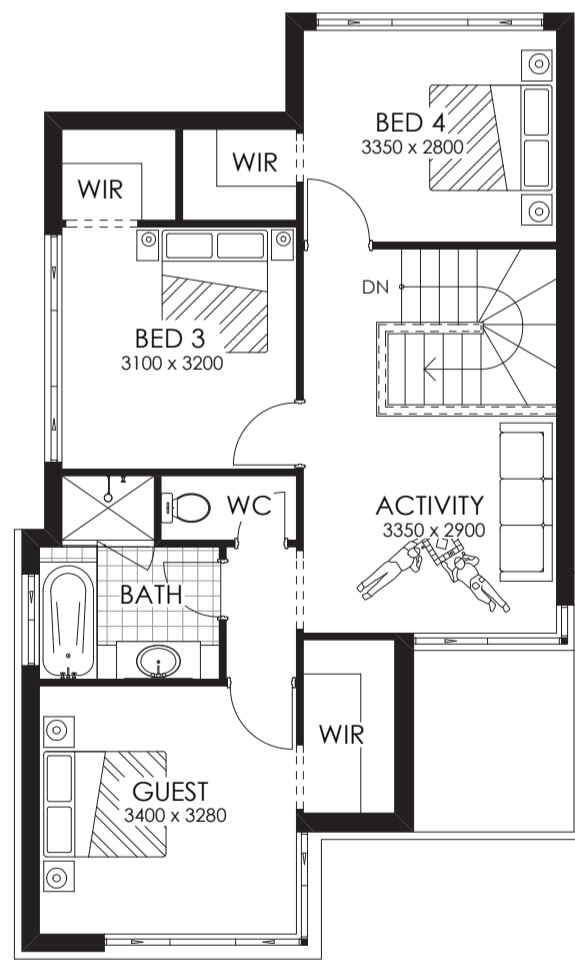 BED 4
3350 x 2800
WIR
WIR
DN
BED 3
3100 x 3200
WC
ACTIVITY
3350 x 2900
BATH
WIR
GUEST
3400 x 3280